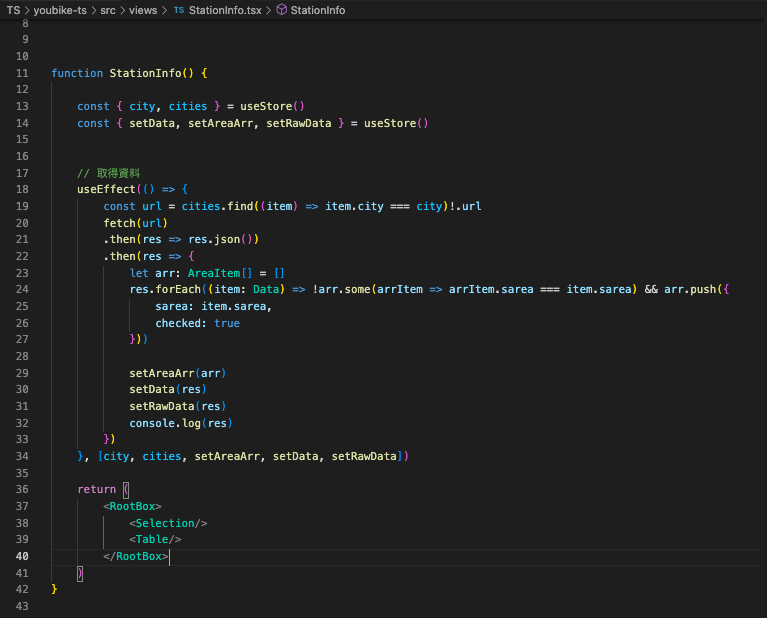 TS > youbike-ts > src > views > TS StationInfo.tsx > StationInfo
8
9
10
11 function StationInfo() {
12
13 const { city, cities } = useStore()
14 const { setData, setAreaArr, setRawData } = useStore()
15
16
17 // 取得資料
18 useEffect(() => {
19 const url = cities.find((item) => item.city === city)!.url
20 fetch(url)
21 .then(res => res.json())
22 .then(res => {
23 let arr: AreaItem[] = []
24 res.forEach((item: Data) => !arr.some(arrItem => arrItem.sarea === item.sarea) && arr.push({
25 sarea: item.sarea,
26 checked: true
27 }))
28
29 setAreaArr(arr)
30 setData(res)
31 setRawData(res)
32 console.log(res)
33 })
34 }, [city, cities, setAreaArr, setData, setRawData])
35
36 return (
37 <RootBox>
38 <Selection/>
39 <Table/>
40 </RootBox>
41 )
42 }
43